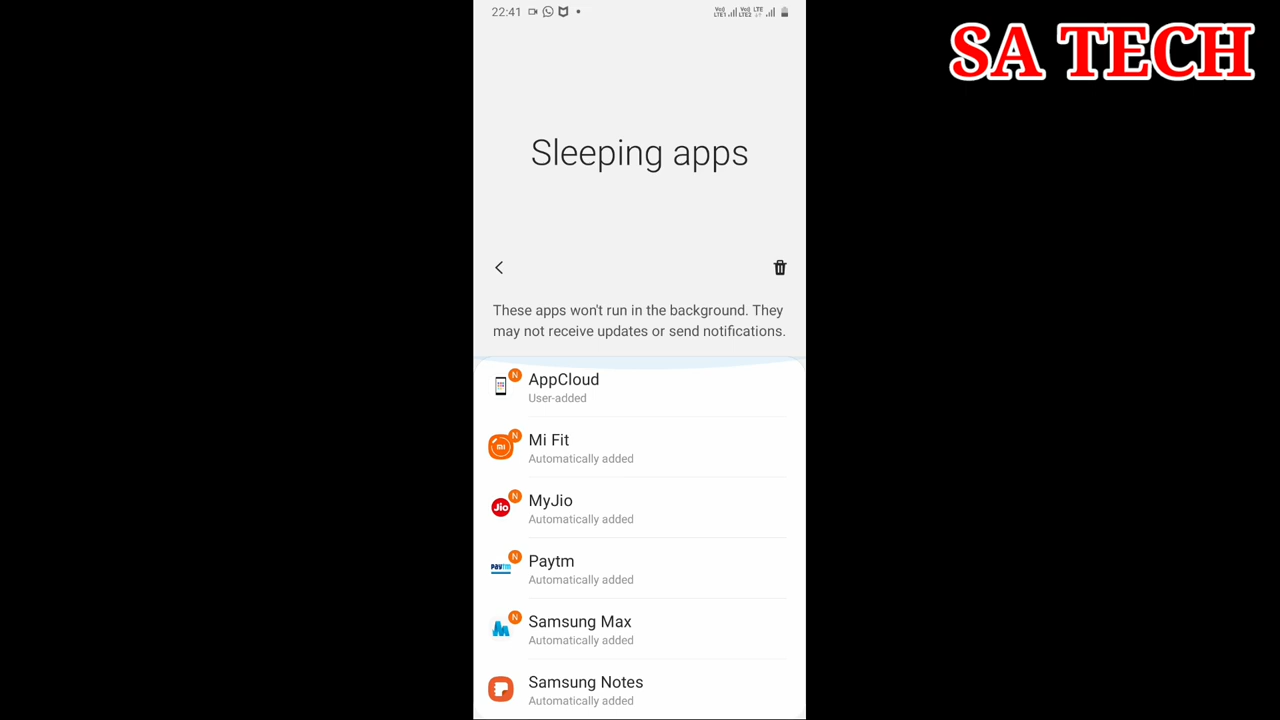 22:41
SA TECH
Sleeping apps
These apps won't run in the background. They
may not receive updates or send notifications.
N
AppCloud
User-added
N
Mi Fit
Automatically added
N
MyJio
Jio
Automatically added
N
Paytm
Automatically added
N
Samsung Max
Automatically added
Samsung Notes
Automatically added